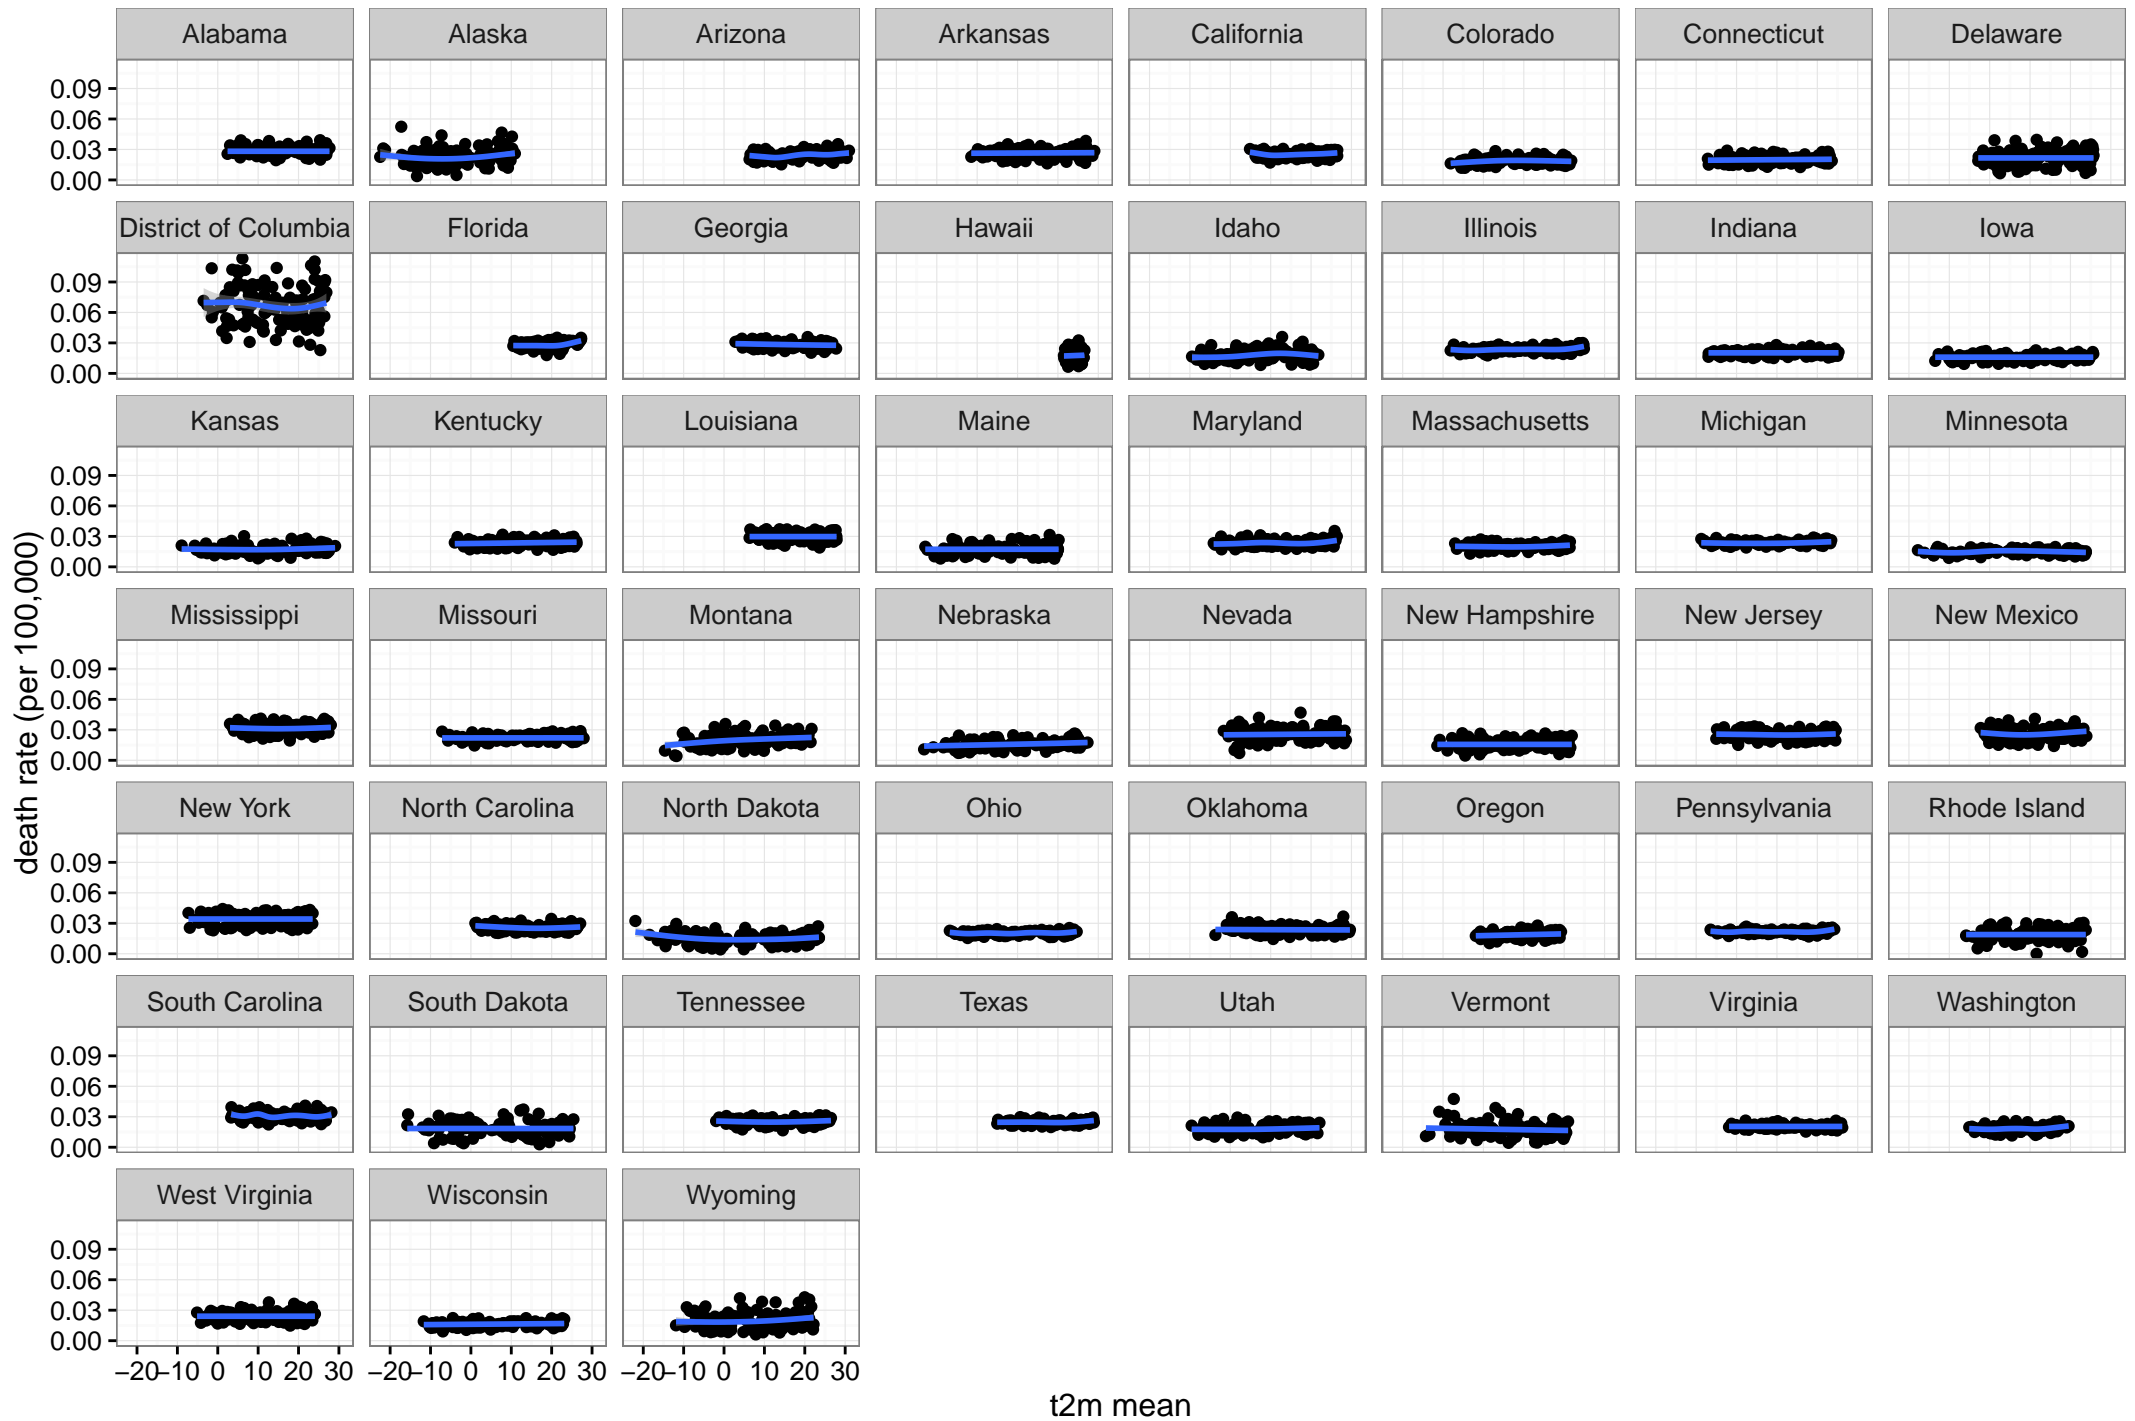 Alabama Alaska Arizona Arkansas California Colorado Connecticut Delaware
0.09
0.06
0.03
0.00
District of Columbia Florida Georgia Hawaii Idaho Illinois Indiana Iowa
0.09
0.06
0.03
0.00
Kansas Kentucky Louisiana Maine Maryland Massachusetts Michigan Minnesota
0.09
0.06
0.03
0.00
death rate (per 100,000)
Mississippi Missouri Montana Nebraska Nevada New Hampshire New Jersey New Mexico
0.09
0.06
0.03
0.00
New York North Carolina North Dakota Ohio Oklahoma Oregon Pennsylvania Rhode Island
0.09
0.06
0.03
0.00
South Carolina South Dakota Tennessee Texas Utah Vermont Virginia Washington
0.09
0.06
0.03
0.00
West Virginia Wisconsin Wyoming
0.09
0.06
0.03
0.00
−20 −10 0 10 20 30 −20 −10 0 10 20 30 −20 −10 0 10 20 30
t2m mean